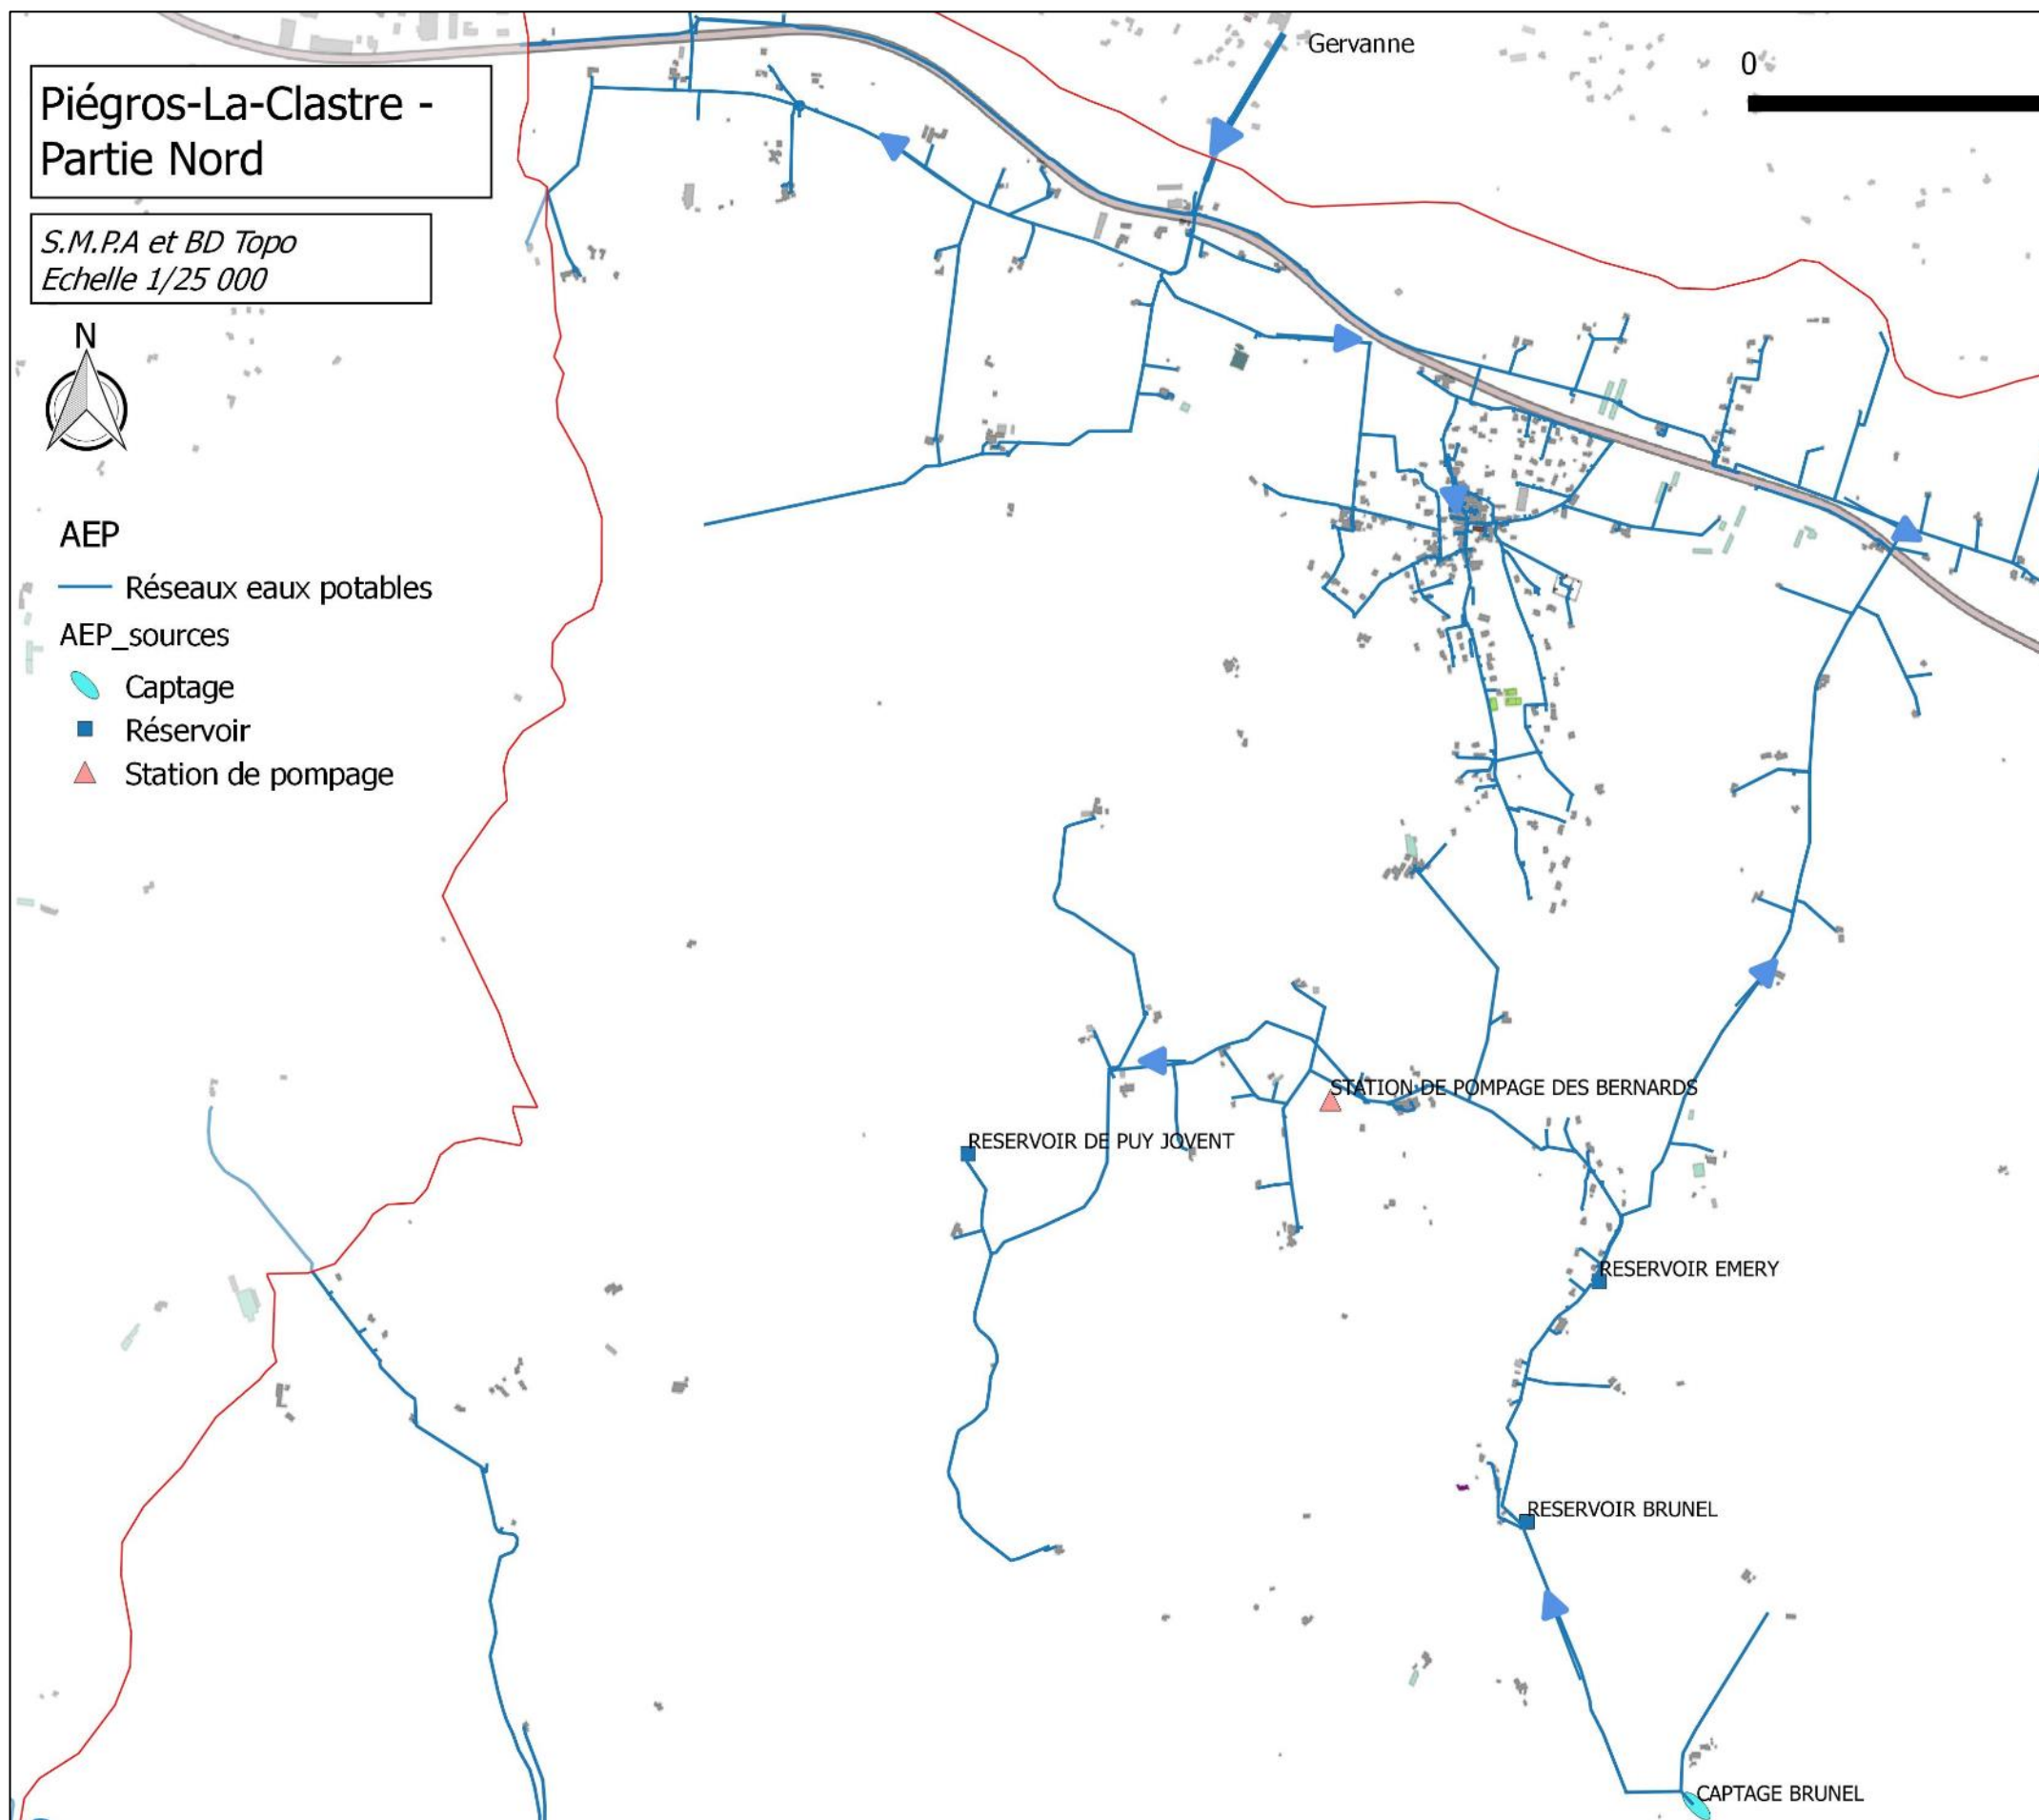 Gervanne
0
Piégros-La-Clastre -
Partie Nord
S.M.P.A et BD Topo
Echelle 1/25 000
N
AEP
Réseaux eaux potables
AEP_sources
Captage
Réservoir
Station de pompage
STATION DE POMPAGE DES BERNARDS
RESERVOIR DE PUY JOVENT
RESERVOIR EMERY
RESERVOIR BRUNEL
CAPTAGE BRUNEL